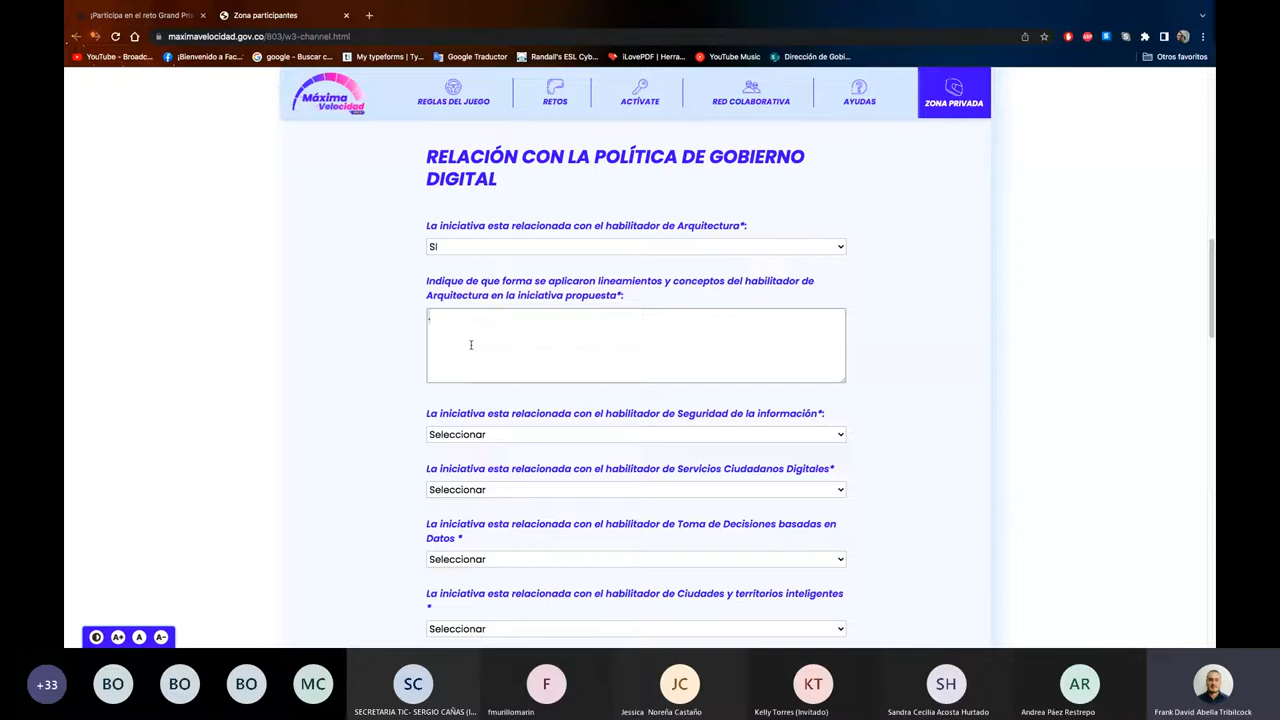 ¡Participa en el reto Grand Pri
Zona participantes
maximavelocidad.gov.co/803/w3-channel.html
YouTube - Broadc...
¡Bienvenido a Fac...
google - Buscar c...
My typeforms | Ty...
Google Traductor
Randall's ESL Cyb...
iLovePDF | Herra...
YouTube Music
Dirección de Gobi...
Otros favoritos
Máxima
Velocidad
REGLAS DEL JUEGO
RETOS
ACTÍVATE
RED COLABORATIVA
AYUDAS
ZONA PRIVADA
RELACIÓN CON LA POLÍTICA DE GOBIERNO
DIGITAL
La iniciativa esta relacionada con el habilitador de Arquitectura*:
SI
Indique de que forma se aplicaron lineamientos y conceptos del habilitador de
Arquitectura en la iniciativa propuesta*:
La iniciativa esta relacionada con el habilitador de Seguridad de la información*:
Seleccionar
La iniciativa esta relacionada con el habilitador de Servicios Ciudadanos Digitales*
Seleccionar
La iniciativa esta relacionada con el habilitador de Toma de Decisiones basadas en
Datos *
Seleccionar
La iniciativa esta relacionada con el habilitador de Ciudades y territorios inteligentes
*
Seleccionar
A+
A
A-
+33
BO
BO
BO
MC
SC
F
JC
KT
SH
AR
SECRETARIA TIC- SERGIO CAÑAS (I...
fmurillomarin
Jessica Noreña Castaño
Kelly Torres (Invitado)
Sandra Cecilia Acosta Hurtado
Andrea Páez Restrepo
Frank David Abella Tribilcock